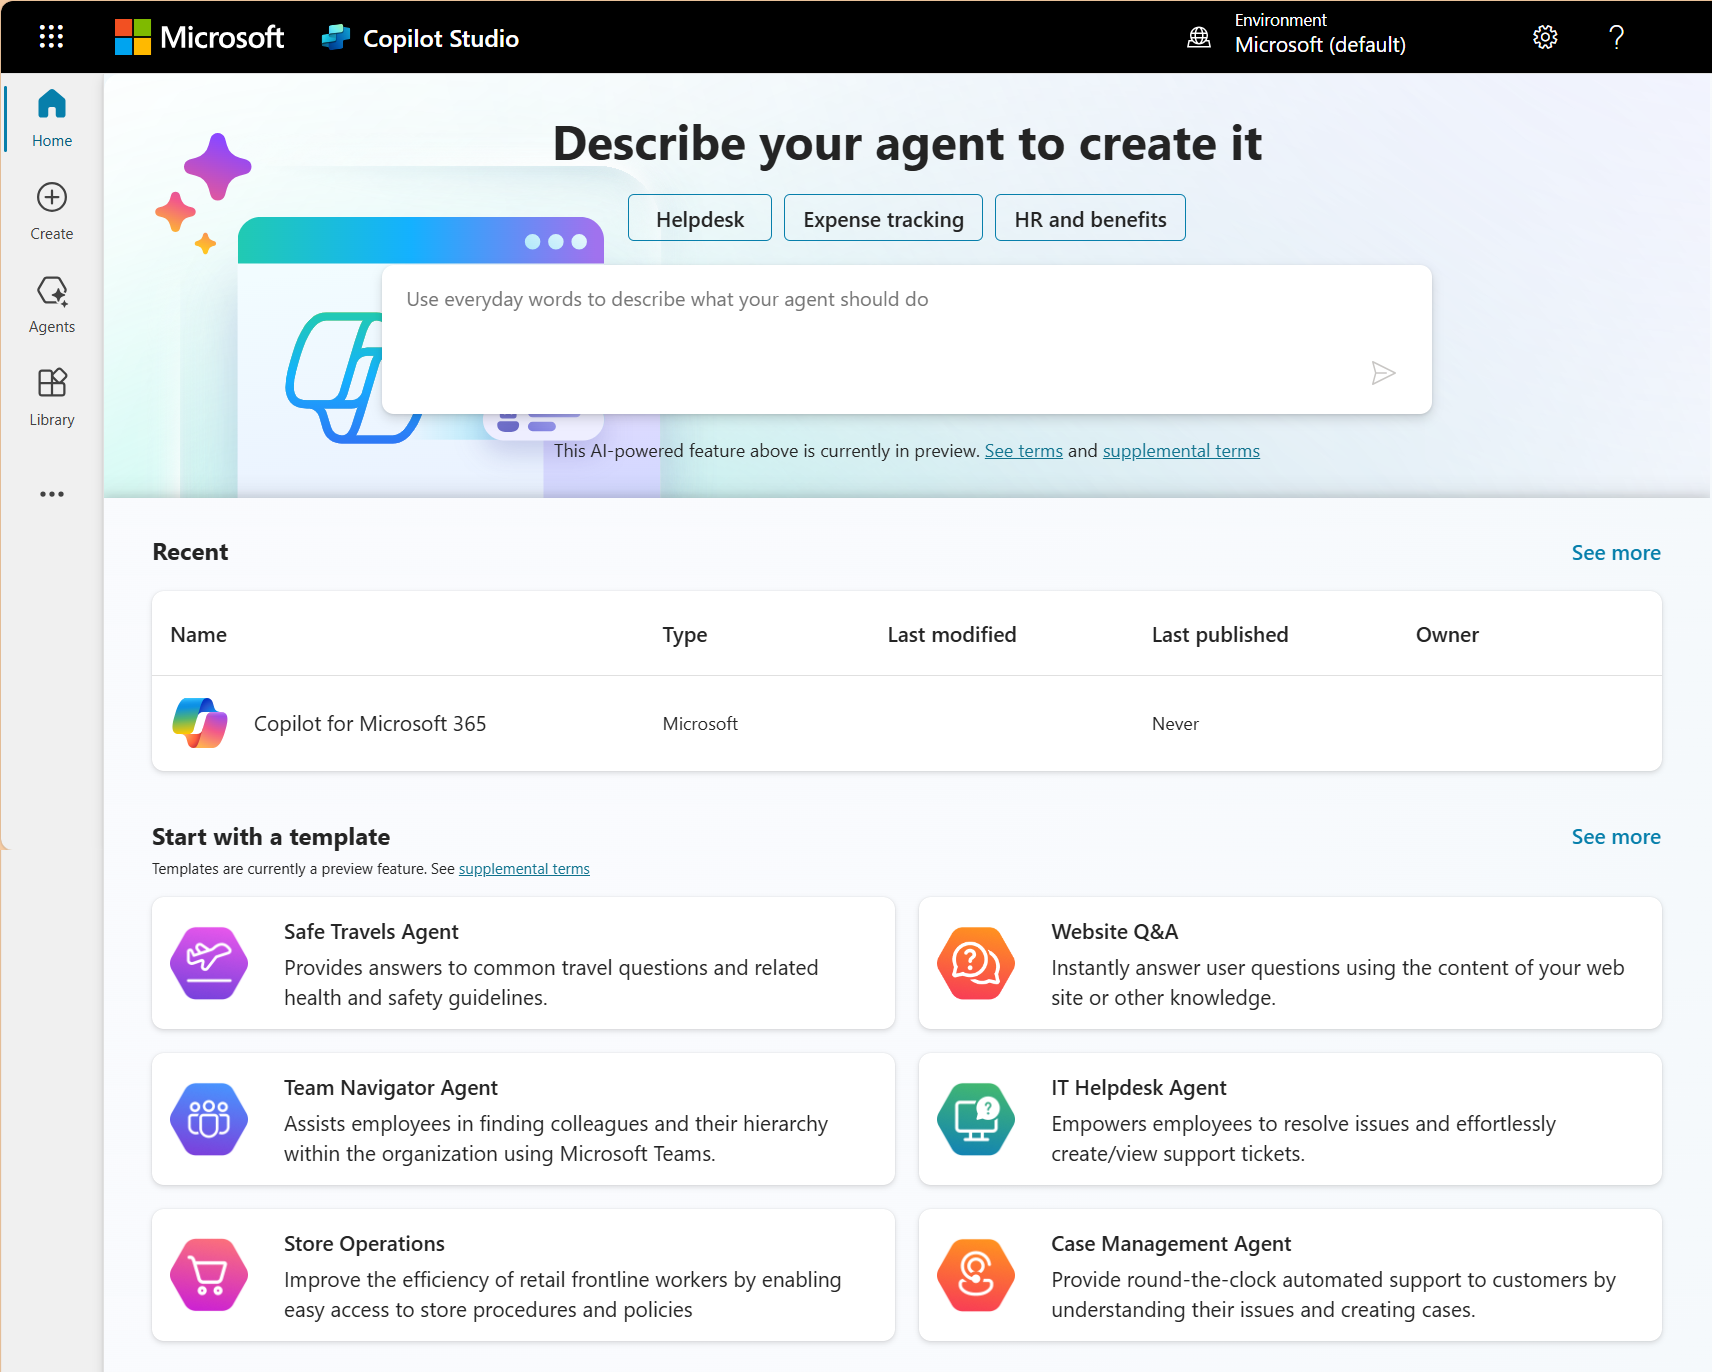 Microsoft
Copilot Studio
Environment
Microsoft (default)
?
Home
Create
Agents
Library
Describe your agent to create it
Helpdesk
Expense tracking
HR and benefits
Use everyday words to describe what your agent should do
This AI-powered feature above is currently in preview. See terms and supplemental terms
Recent
See more
Name Type Last modified Last published Owner
Copilot for Microsoft 365 Microsoft Never
Start with a template
See more
Templates are currently a preview feature. See supplemental terms
Safe Travels Agent
Provides answers to common travel questions and related
health and safety guidelines.
Website Q&A
Instantly answer user questions using the content of your web
site or other knowledge.
Team Navigator Agent
Assists employees in finding colleagues and their hierarchy
within the organization using Microsoft Teams.
IT Helpdesk Agent
Empowers employees to resolve issues and effortlessly
create/view support tickets.
Store Operations
Improve the efficiency of retail frontline workers by enabling
easy access to store procedures and policies
Case Management Agent
Provide round-the-clock automated support to customers by
understanding their issues and creating cases.